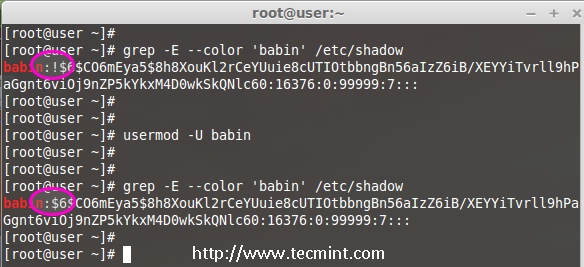 root@user:~
[root@user ~]#
[root@user ~]# grep -E --color 'babin' /etc/shadow
babin:!$6$CO6mEya5$8h8XouKl2rCeYUuie8cUTIOtbbngBn56aIzZ6iB/XEYYiTvrll9hP
aGgnt6viOj9nZP5kYkxM4D0wkSkQNlc60:16376:0:99999:7:::
[root@user ~]#
[root@user ~]#
[root@user ~]# usermod -U babin
[root@user ~]#
[root@user ~]#
[root@user ~]# grep -E --color 'babin' /etc/shadow
babin:$6$CO6mEya5$8h8XouKl2rCeYUuie8cUTIOtbbngBn56aIzZ6iB/XEYYiTvrll9hPa
Ggnt6viOj9nZP5kYkxM4D0wkSkQNlc60:16376:0:99999:7:::
[root@user ~]#
[root@user ~]#
http://www.tecmint.com